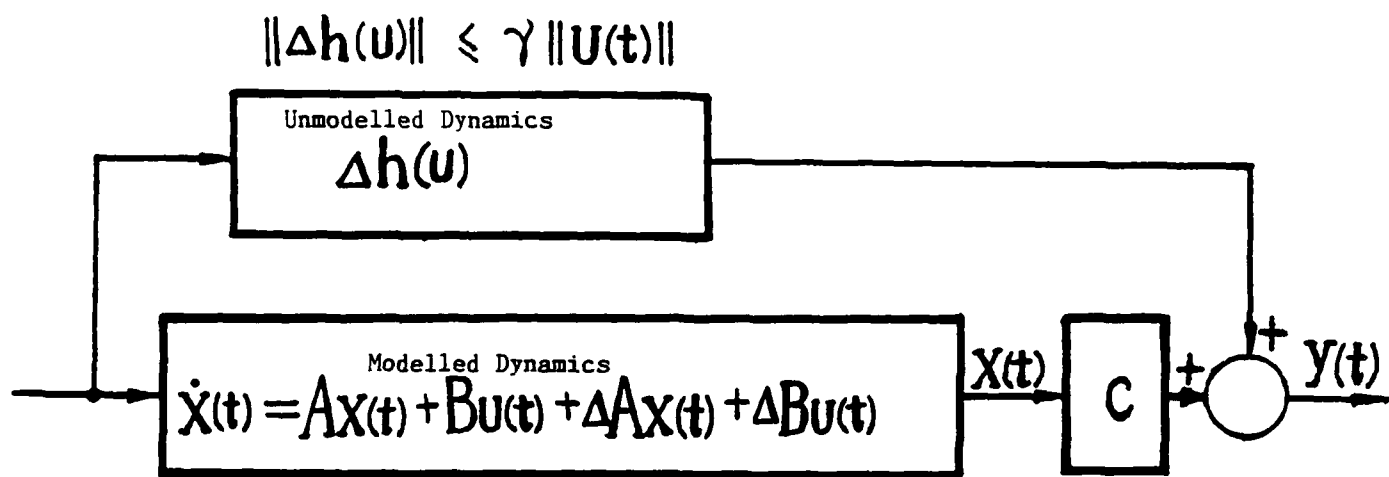 ‖Δh(U)‖ ⩽ γ ‖U(t)‖
Unmodelled Dynamics
Δh(U)
Modelled Dynamics
ẋ(t) = Ax(t) + BU(t) + ΔAx(t) + ΔBU(t)
X(t)
C
+
+
y(t)